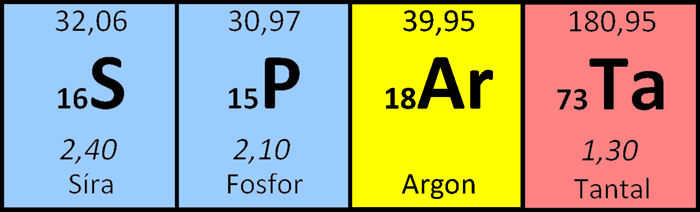 32,06 30,97 39,95 180,95
16S 15P 18Ar 73Ta
2,40 2,10 1,30
Síra Fosfor Argon Tantal